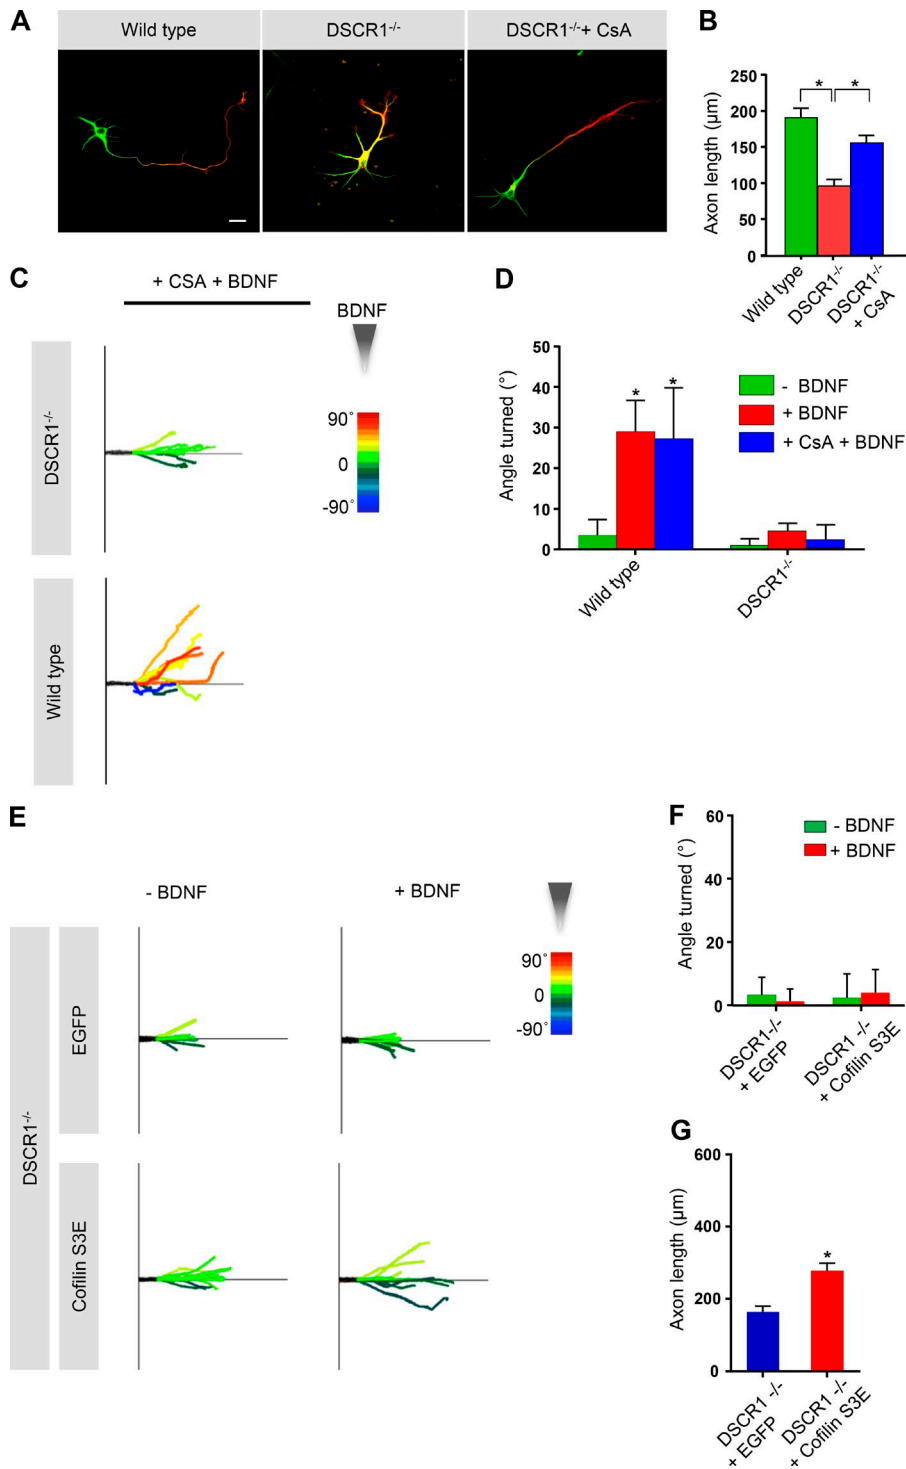 A
Wild type
DSCR1-/-
DSCR1-/-+ CsA
B
250
200
150
100
50
0
Axon length (μm)
*
*
Wild type
DSCR1-/-
DSCR1-/-
+ CsA
C
+ CSA + BDNF
BDNF
DSCR1-/-
90°
0
-90°
Wild type
D
50
40
30
20
10
0
Angle turned (°)
*
*
- BDNF
+ BDNF
+ CsA + BDNF
Wild type
DSCR1-/-
E
- BDNF
+ BDNF
90°
0
-90°
DSCR1-/-
EGFP
Cofilin S3E
F
60
40
20
0
Angle turned (°)
- BDNF
+ BDNF
DSCR1-/-
+ EGFP
DSCR1 -/-
+ Cofilin S3E
G
600
400
200
0
Axon length (μm)
*
DSCR1 -/-
+ EGFP
DSCR1 -/-
+ Cofilin S3E